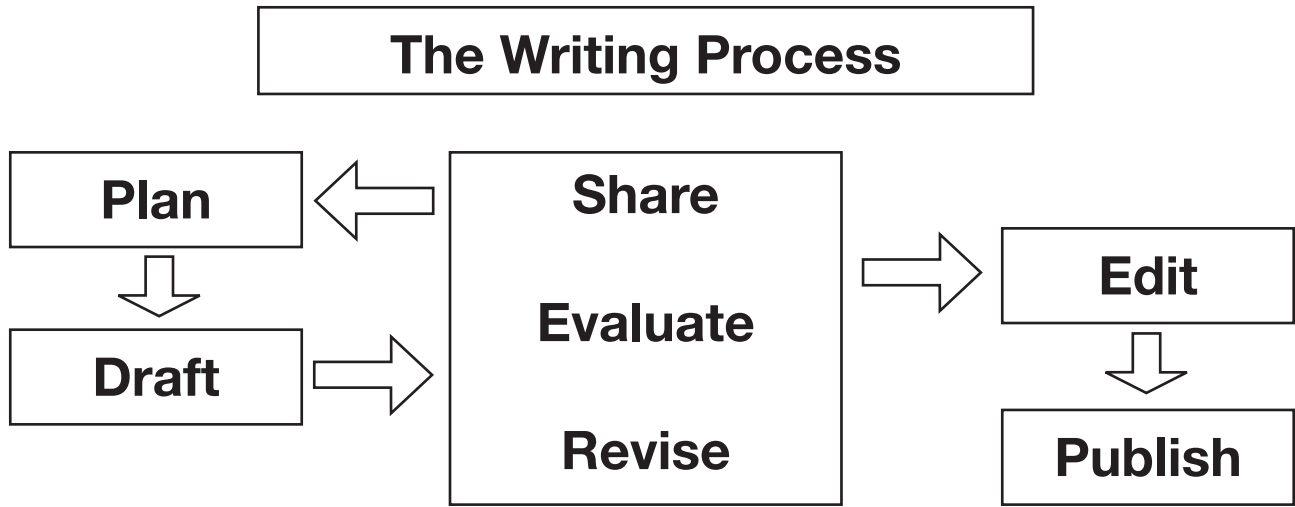 The Writing Process
Plan
Draft
Share
Evaluate
Revise
Edit
Publish